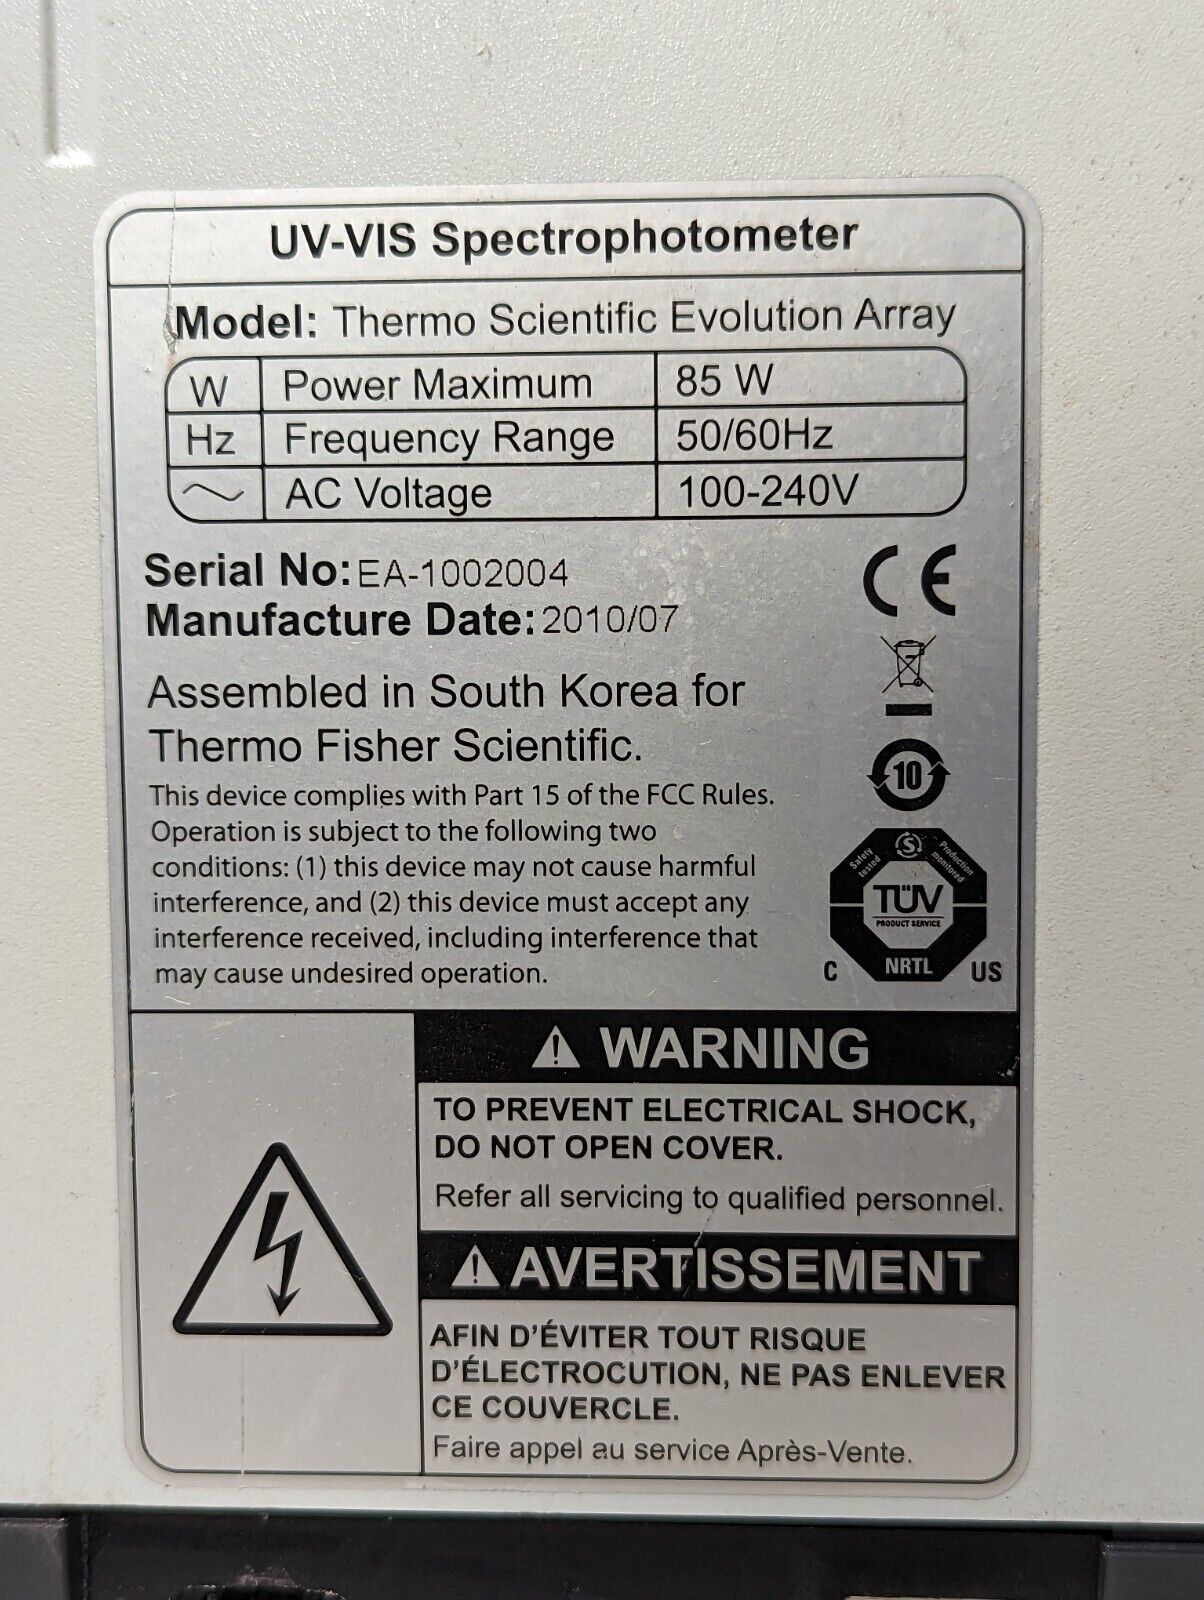 UV-VIS Spectrophotometer
Model: Thermo Scientific Evolution Array
W Power Maximum 85 W
Hz Frequency Range 50/60Hz
AC Voltage 100-240V
Serial No: EA-1002004
Manufacture Date: 2010/07
CE
Assembled in South Korea for
Thermo Fisher Scientific.
10
This device complies with Part 15 of the FCC Rules.
Operation is subject to the following two
conditions: (1) this device may not cause harmful
interference, and (2) this device must accept any
interference received, including interference that
may cause undesired operation.
Safety tested
S
Production monitored
TÜV
PRODUCT SERVICE
C NRTL US
WARNING
TO PREVENT ELECTRICAL SHOCK,
DO NOT OPEN COVER.
Refer all servicing to qualified personnel.
AVERTISSEMENT
AFIN D'ÉVITER TOUT RISQUE
D'ÉLECTROCUTION, NE PAS ENLEVER
CE COUVERCLE.
Faire appel au service Après-Vente.